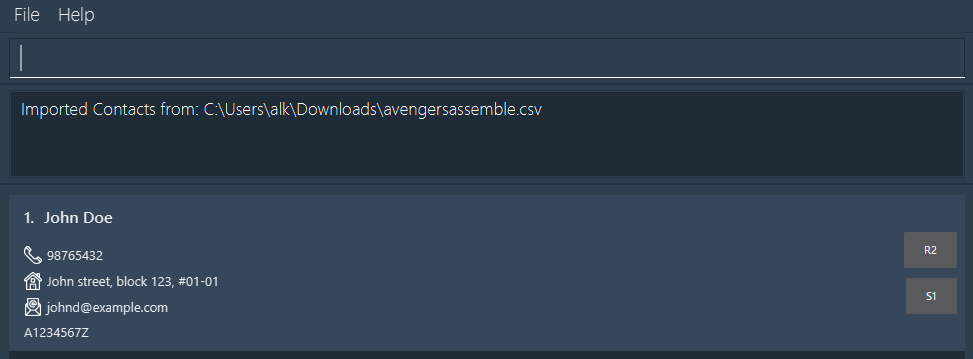 File Help
Imported Contacts from: C:\Users\alk\Downloads\avengersassemble.csv
1. John Doe
98765432
R2
John street, block 123, #01-01
S1
johnd@example.com
A1234567Z